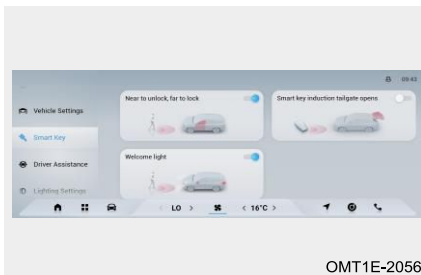 09:42
Vehicle Settings
Near to unlock, far to lock
Smart key induction tailgate opens
Smart Key
Driver Assistance
Welcome light
Lighting Settings
LO >
< 16°C >
OMT1E-2056